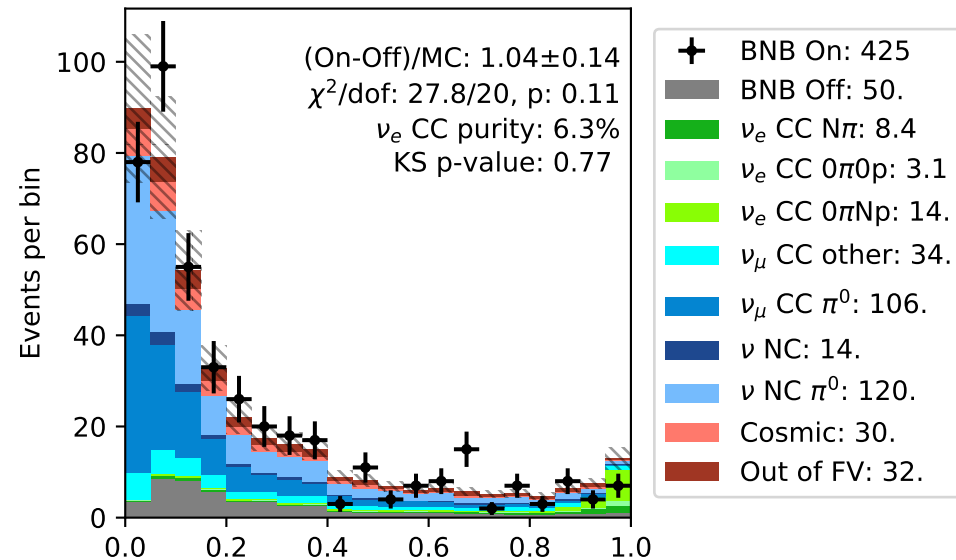 (On-Off)/MC: 1.04±0.14
χ²/dof: 27.8/20, p: 0.11
νe CC purity: 6.3%
KS p-value: 0.77
Events per bin
100
80
60
40
20
0
0.0 0.2 0.4 0.6 0.8 1.0
BNB On: 425
BNB Off: 50.
νe CC Nπ: 8.4
νe CC 0π0p: 3.1
νe CC 0πNp: 14.
νμ CC other: 34.
νμ CC π⁰: 106.
ν NC: 14.
ν NC π⁰: 120.
Cosmic: 30.
Out of FV: 32.